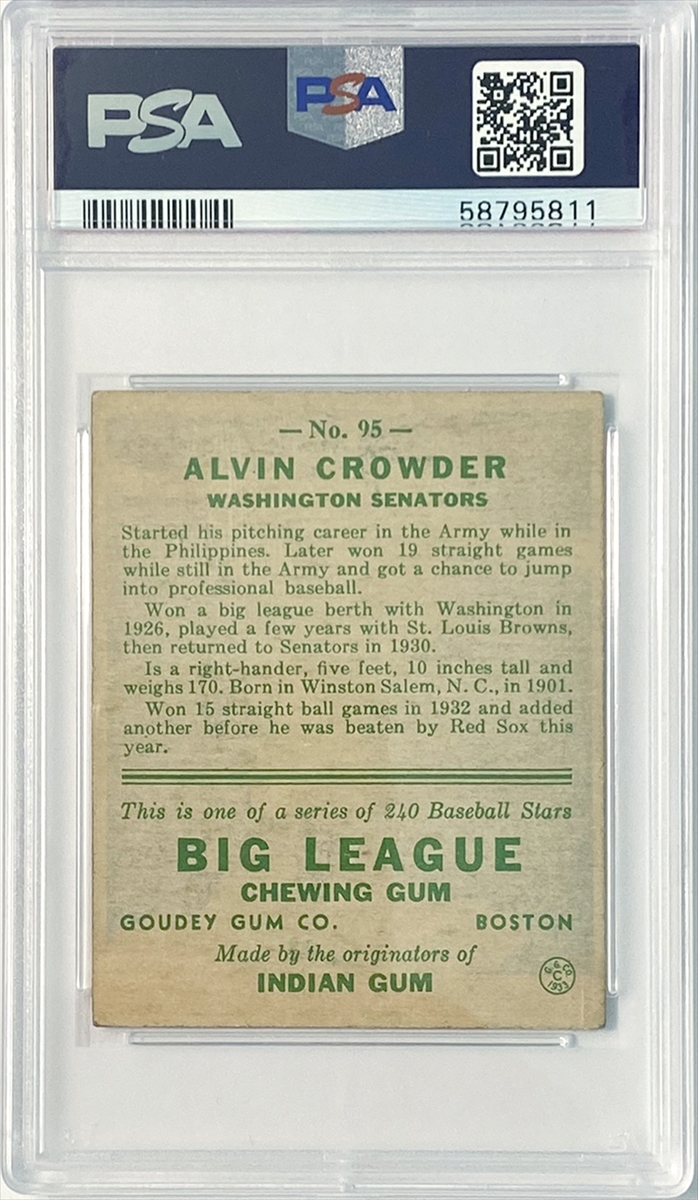 PSA
PSA
58795811
— No. 95 —
ALVIN CROWDER
WASHINGTON SENATORS
Started his pitching career in the Army while in
the Philippines. Later won 19 straight games
while still in the Army and got a chance to jump
into professional baseball.
Won a big league berth with Washington in
1926, played a few years with St. Louis Browns,
then returned to Senators in 1930.
Is a right-hander, five feet, 10 inches tall and
weighs 170. Born in Winston Salem, N. C., in 1901.
Won 15 straight ball games in 1932 and added
another before he was beaten by Red Sox this
year.
This is one of a series of 240 Baseball Stars
BIG LEAGUE
CHEWING GUM
GOUDEY GUM CO. BOSTON
Made by the originators of
INDIAN GUM
G. G. CO.
C
1933